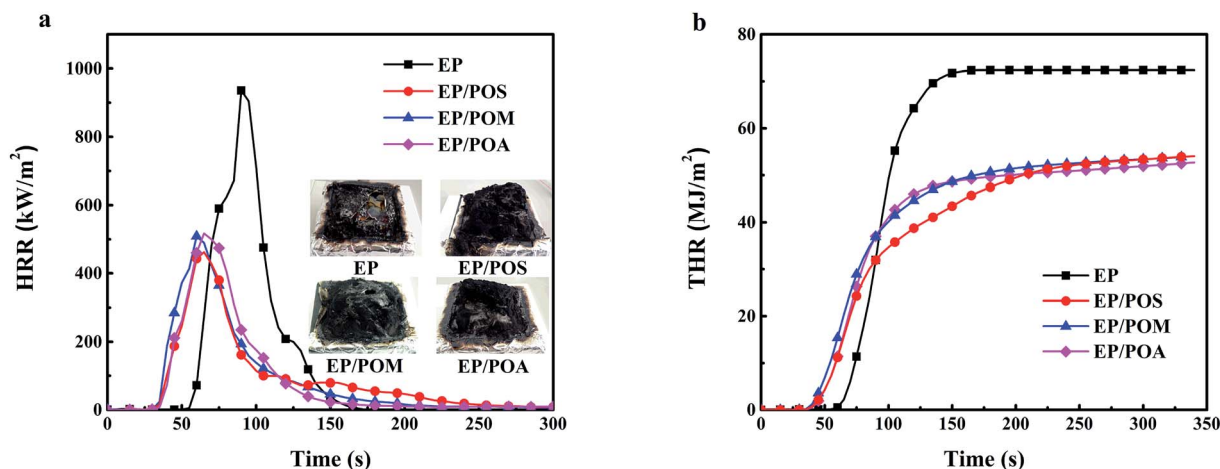 a
HRR (kW/m²)
1000
800
600
400
200
0
EP
EP/POS
EP/POM
EP/POA
EP
EP/POS
EP/POM
EP/POA
0 50 100 150 200 250 300
Time (s)
b
THR (MJ/m²)
80
60
40
20
0
EP
EP/POS
EP/POM
EP/POA
0 50 100 150 200 250 300 350
Time (s)